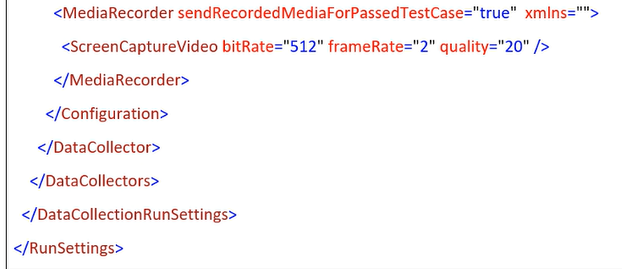 <MediaRecorder sendRecordedMediaForPassedTestCase="true"  xmlns="">
<ScreenCaptureVideo bitRate="512" frameRate="2" quality="20" />
</MediaRecorder>
</Configuration>
</DataCollector>
</DataCollectors>
</DataCollectionRunSettings>
</RunSettings>